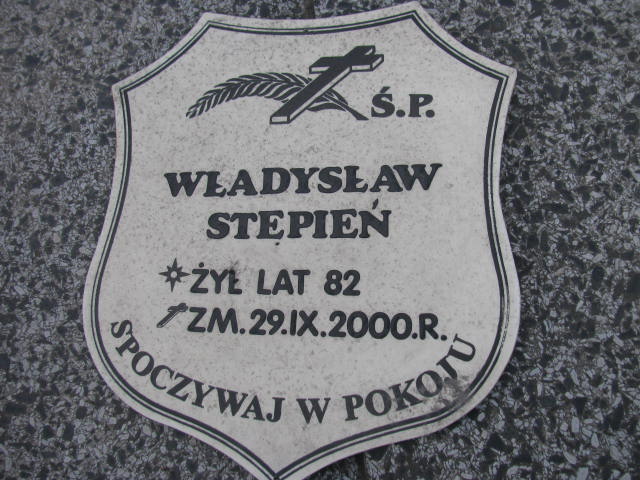 Ś.P.
WŁADYSŁAW
STĘPIEŃ
ŻYŁ LAT 82
ZM.29.IX.2000.R.
SPOCZYWAJ W POKOJU